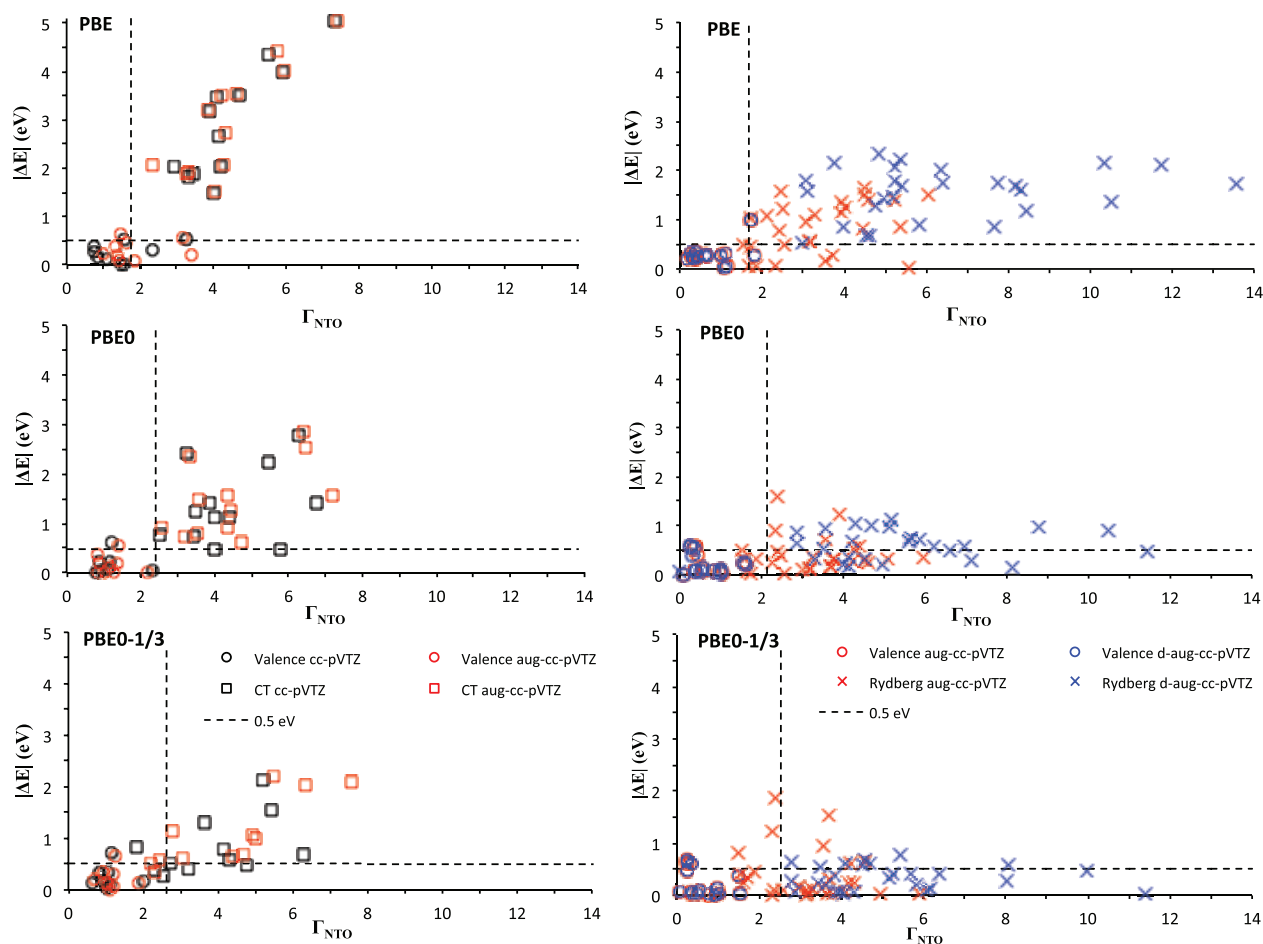 PBE
|ΔE| (eV)
5
4
3
2
1
0
0 2 4 6 8 10 12 14
ΓNTO
PBE
|ΔE| (eV)
5
4
3
2
1
0
0 2 4 6 8 10 12 14
ΓNTO
PBE0
|ΔE| (eV)
5
4
3
2
1
0
0 2 4 6 8 10 12 14
ΓNTO
PBE0
|ΔE| (eV)
5
4
3
2
1
0
0 2 4 6 8 10 12 14
ΓNTO
PBE0-1/3
Valence cc-pVTZ Valence aug-cc-pVTZ
CT cc-pVTZ CT aug-cc-pVTZ
0.5 eV
|ΔE| (eV)
5
4
3
2
1
0
0 2 4 6 8 10 12 14
ΓNTO
PBE0-1/3
Valence aug-cc-pVTZ Valence d-aug-cc-pVTZ
Rydberg aug-cc-pVTZ Rydberg d-aug-cc-pVTZ
0.5 eV
|ΔE| (eV)
5
4
3
2
1
0
0 2 4 6 8 10 12 14
ΓNTO